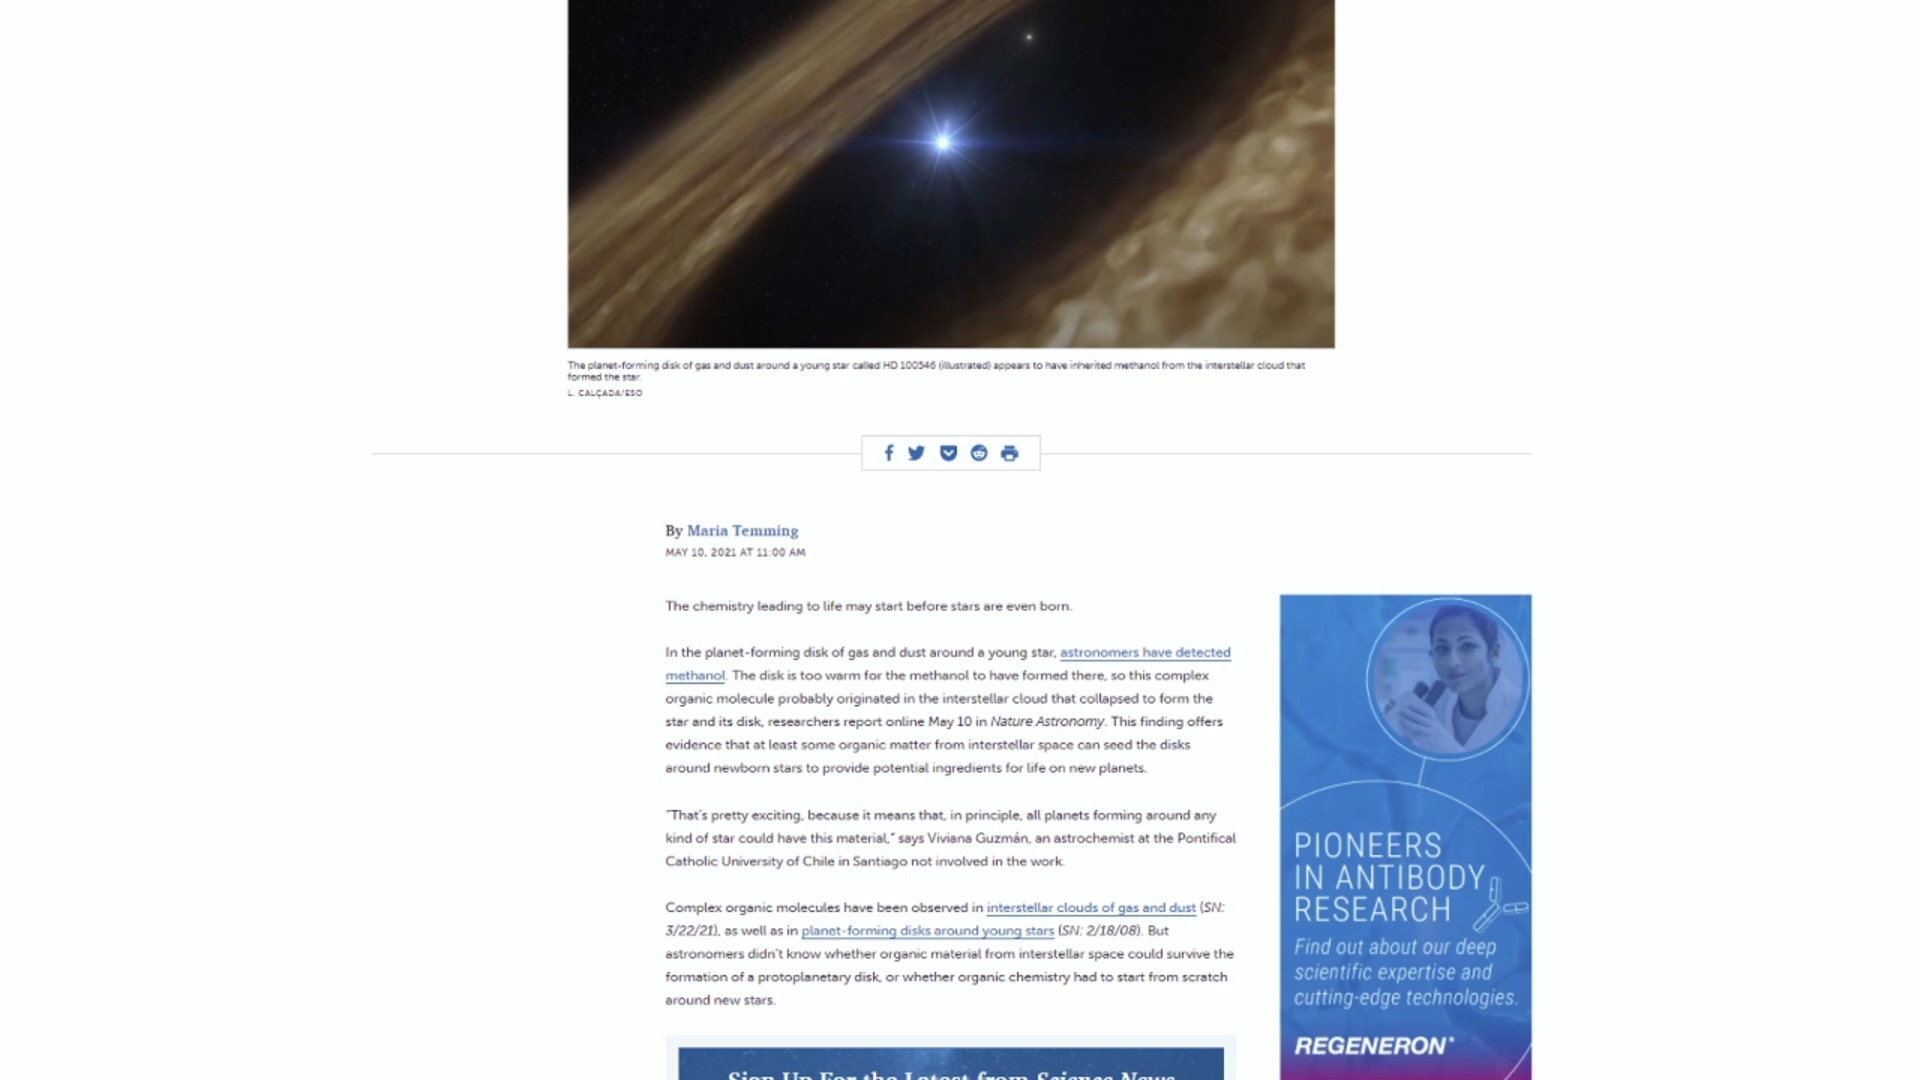 The planet-forming disk of gas and dust around a young star called HD 100546 (illustrated) appears to have inherited methanol from the interstellar cloud that
formed the star.
L. CALÇADA/ESO
By Maria Temming
MAY 10, 2021 AT 11:00 AM
The chemistry leading to life may start before stars are even born.
In the planet-forming disk of gas and dust around a young star, astronomers have detected
methanol. The disk is too warm for the methanol to have formed there, so this complex
organic molecule probably originated in the interstellar cloud that collapsed to form the
star and its disk, researchers report online May 10 in Nature Astronomy. This finding offers
evidence that at least some organic matter from interstellar space can seed the disks
around newborn stars to provide potential ingredients for life on new planets.
"That's pretty exciting, because it means that, in principle, all planets forming around any
kind of star could have this material," says Viviana Guzmán, an astrochemist at the Pontifical
Catholic University of Chile in Santiago not involved in the work.
Complex organic molecules have been observed in interstellar clouds of gas and dust (SN:
3/22/21), as well as in planet-forming disks around young stars (SN: 2/18/08). But
astronomers didn't know whether organic material from interstellar space could survive the
formation of a protoplanetary disk, or whether organic chemistry had to start from scratch
around new stars.
Sign Up For the Latest from Science News
PIONEERS
IN ANTIBODY
RESEARCH
Find out about our deep
scientific expertise and
cutting-edge technologies.
REGENERON®